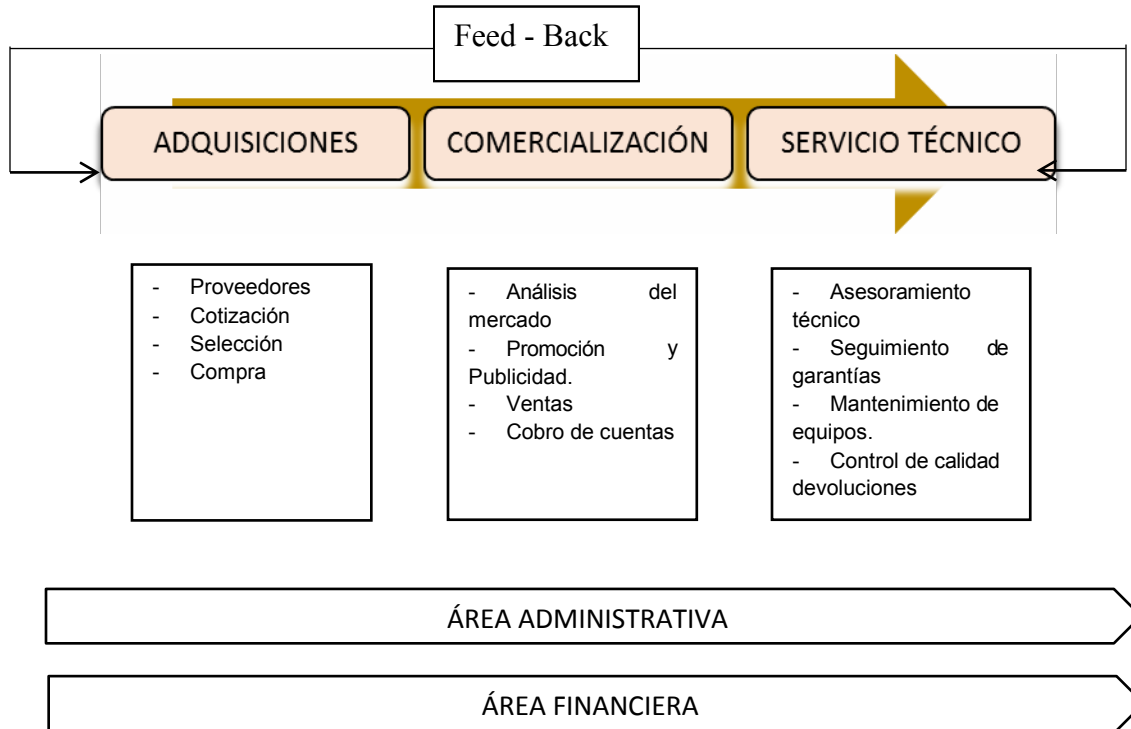 Feed - Back
ADQUISICIONES
COMERCIALIZACIÓN
SERVICIO TÉCNICO
- Proveedores
- Cotización
- Selección
- Compra
- Análisis del
mercado
- Promoción y
Publicidad.
- Ventas
- Cobro de cuentas
- Asesoramiento
técnico
- Seguimiento de
garantías
- Mantenimiento de
equipos.
- Control de calidad
devoluciones
ÁREA ADMINISTRATIVA
ÁREA FINANCIERA